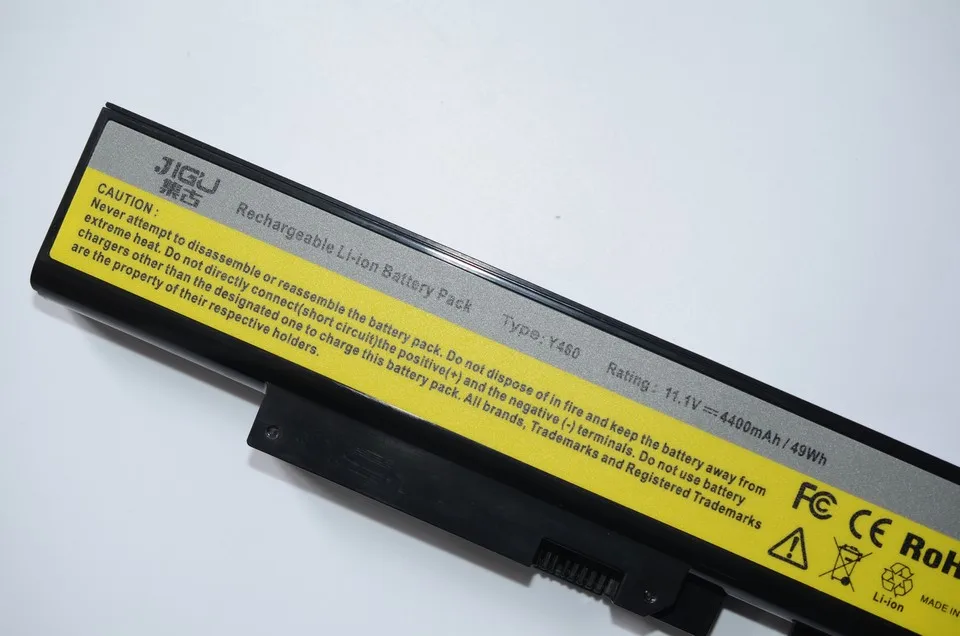 JIGU
集古
Rechargeable Li-ion Battery Pack
Type: Y460
Rating : 11.1V⎓4400mAh / 49Wh
CAUTION :
Never attempt to disassemble or reassemble the battery pack. Do not dispose of in fire and keep the battery away from
extreme heat. Do not directly connect(short circuit)the positive(+) and the negative (-) terminals. Do not use battery
chargers other than the designated one to charge this battery pack. All brands, Trademarks and Registered Trademarks
are the property of their respective holders.
FC CE RoH
Li-ion
MADE IN